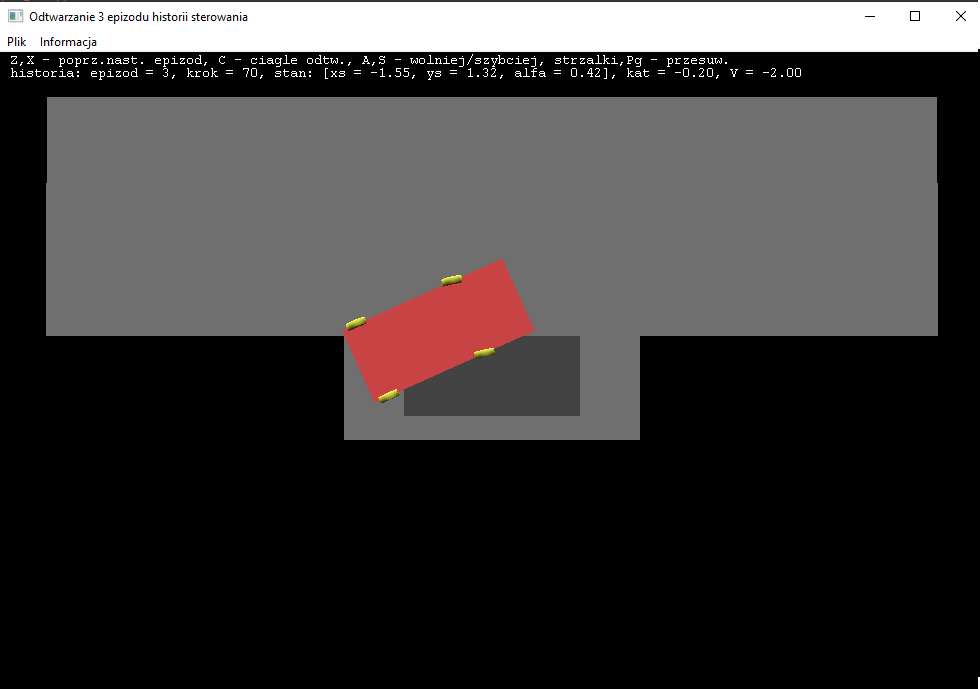 Odtwarzanie 3 epizodu historii sterowania
Plik Informacja
Z,X - poprz.nast. epizod, C - ciagle odtw., A,S - wolniej/szybciej, strzalki,Pg - przesuw.
historia: epizod = 3, krok = 70, stan: [xs = -1.55, ys = 1.32, alfa = 0.42], kat = -0.20, V = -2.00